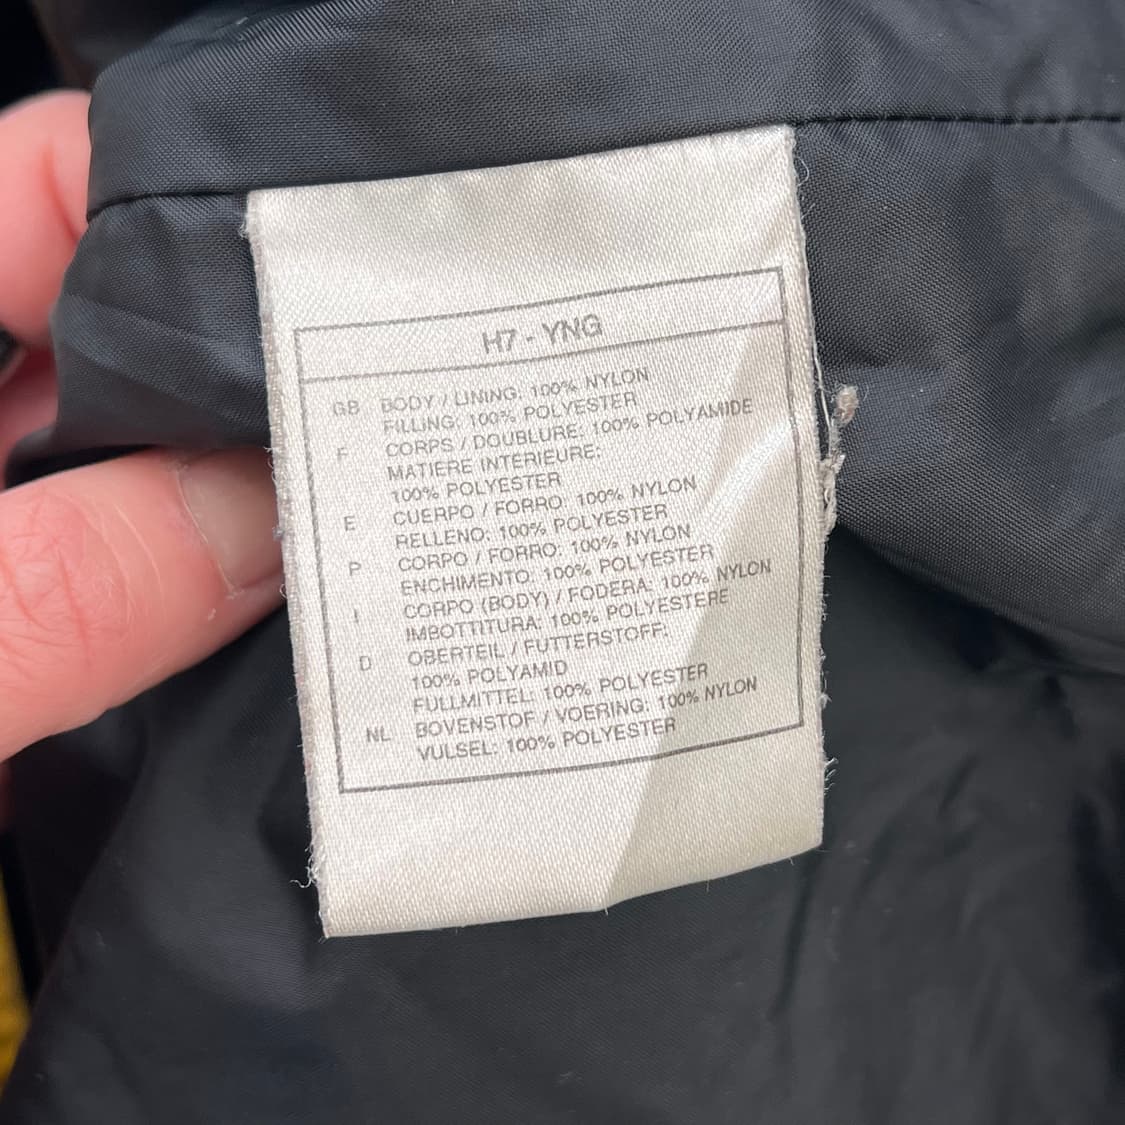 H7 - YNG
GB BODY / LINING: 100% NYLON
FILLING: 100% POLYESTER
F CORPS / DOUBLURE: 100% POLYAMIDE
MATIERE INTERIEURE:
100% POLYESTER
E CUERPO / FORRO: 100% NYLON
RELLENO: 100% POLYESTER
P CORPO / FORRO: 100% NYLON
ENCHIMENTO: 100% POLYESTER
I CORPO (BODY) / FODERA: 100% NYLON
IMBOTTITURA: 100% POLYESTERE
D OBERTEIL / FUTTERSTOFF:
100% POLYAMID
FULLMITTEL: 100% POLYESTER
NL BOVENSTOF / VOERING: 100% NYLON
VULSEL: 100% POLYESTER